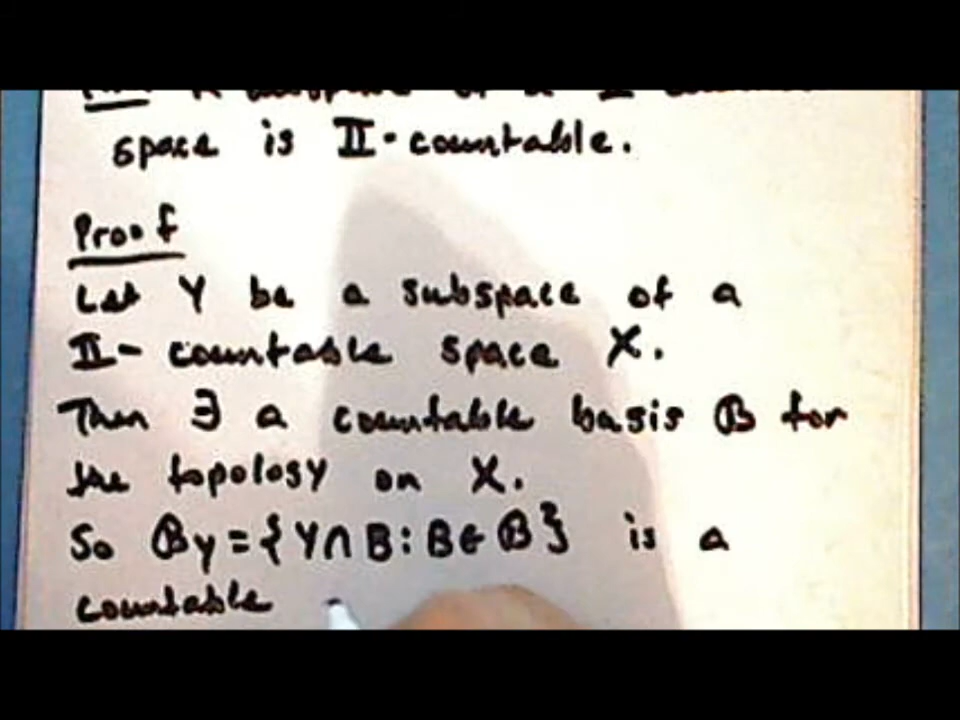 space is II-countable.
Proof
Let Y be a subspace of a
II-countable space X.
Then ∃ a countable basis B for
the topology on X.
So B_Y = { Y ∩ B : B ∈ B } is a
countable